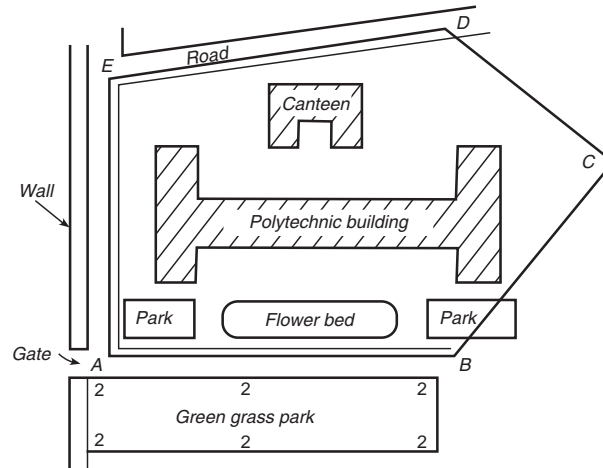 D
E
Road
Canteen
C
Wall
Polytechnic building
Park
Flower bed
Park
Gate
A
B
2 2 2
Green grass park
2 2 2